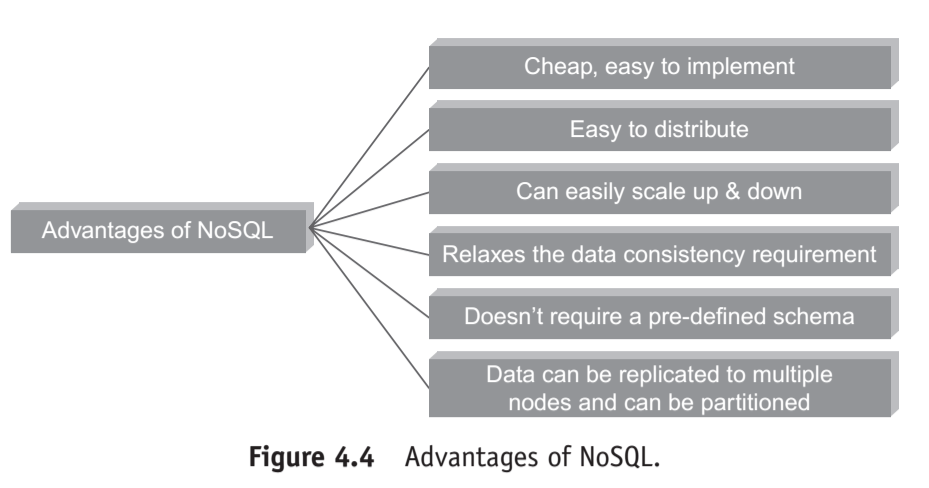 Advantages of NoSQL
Cheap, easy to implement
Easy to distribute
Can easily scale up & down
Relaxes the data consistency requirement
Doesn't require a pre-defined schema
Data can be replicated to multiple
nodes and can be partitioned
Figure 4.4 Advantages of NoSQL.